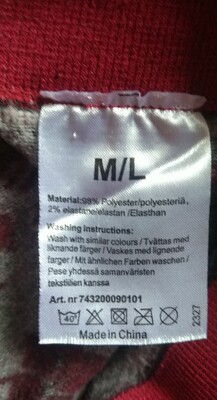 M/L
Material:98% Polyester/polyesteriä,
2% elastane/elastan /Elasthan
Washing instructions:
Wash with similar colours / Tvättas med
liknande färger / Vaskes med lignende
farger / Mit ähnlichen Farben waschen /
Pese yhdessä samanväristen
tekstiilien kanssa
Art. nr 743200090101
40°
Made in China
2327